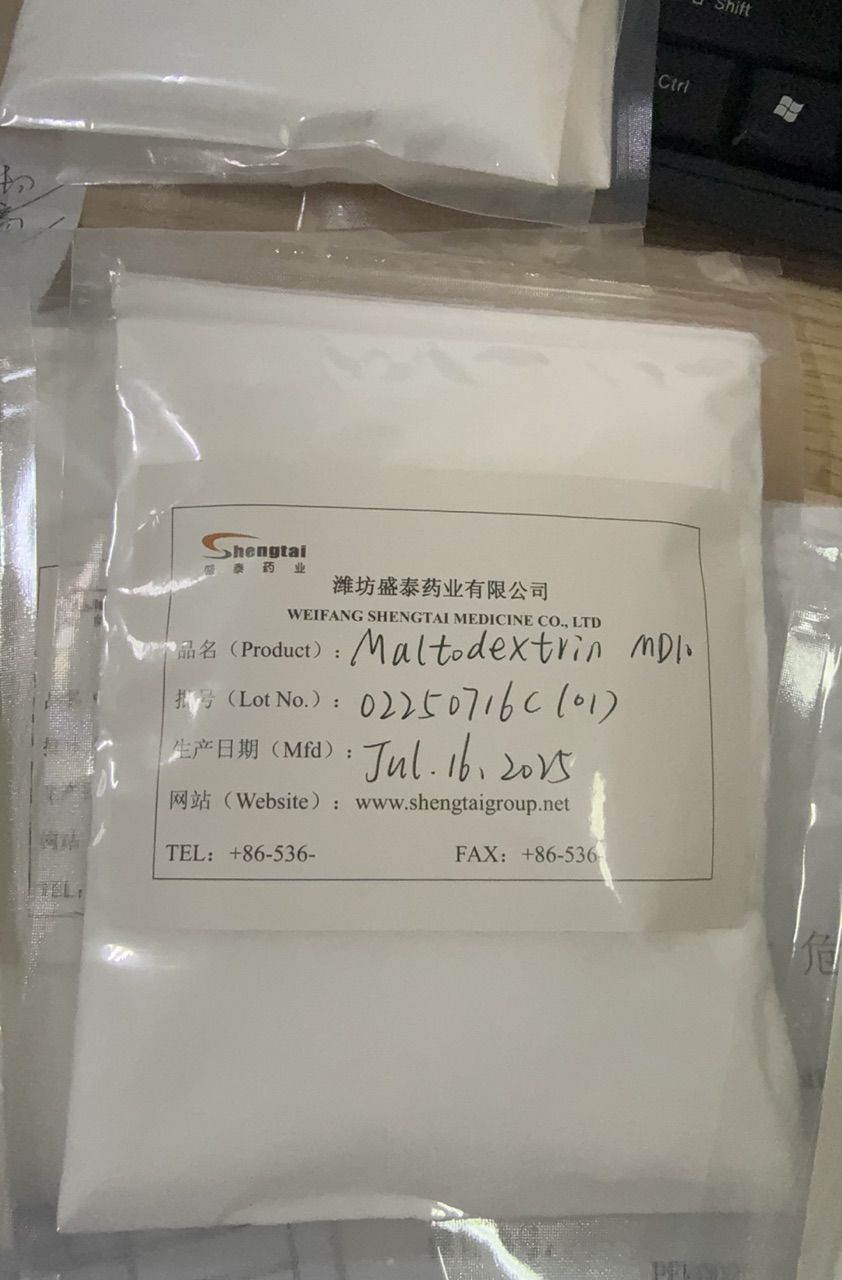 Shift
Ctrl
Shengtai
盛泰药业
潍坊盛泰药业有限公司
WEIFANG SHENGTAI MEDICINE CO., LTD
品名（Product）：Maltodextrin MD10
批号（Lot No.）：02250716C(01)
生产日期（Mfd）：Jul. 16, 2025
网站（Website）：www.shengtaigroup.net
TEL：+86-536- FAX：+86-536-
TEL:
危